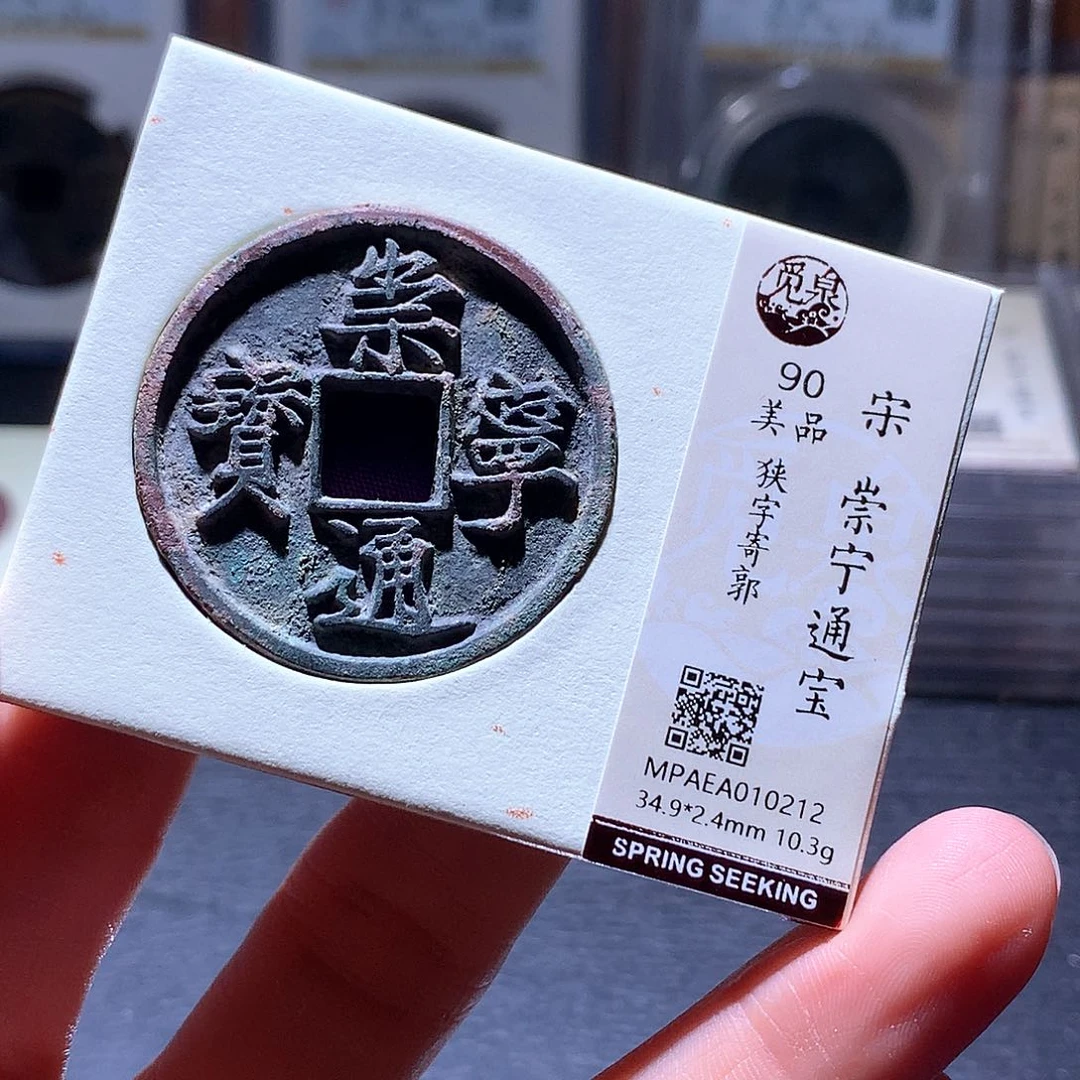 崇寧通寶
觅泉
90
美品
狭字寄郭
宋 崇宁通宝
MPAEA010212
34.9*2.4mm 10.3g
SPRING SEEKING